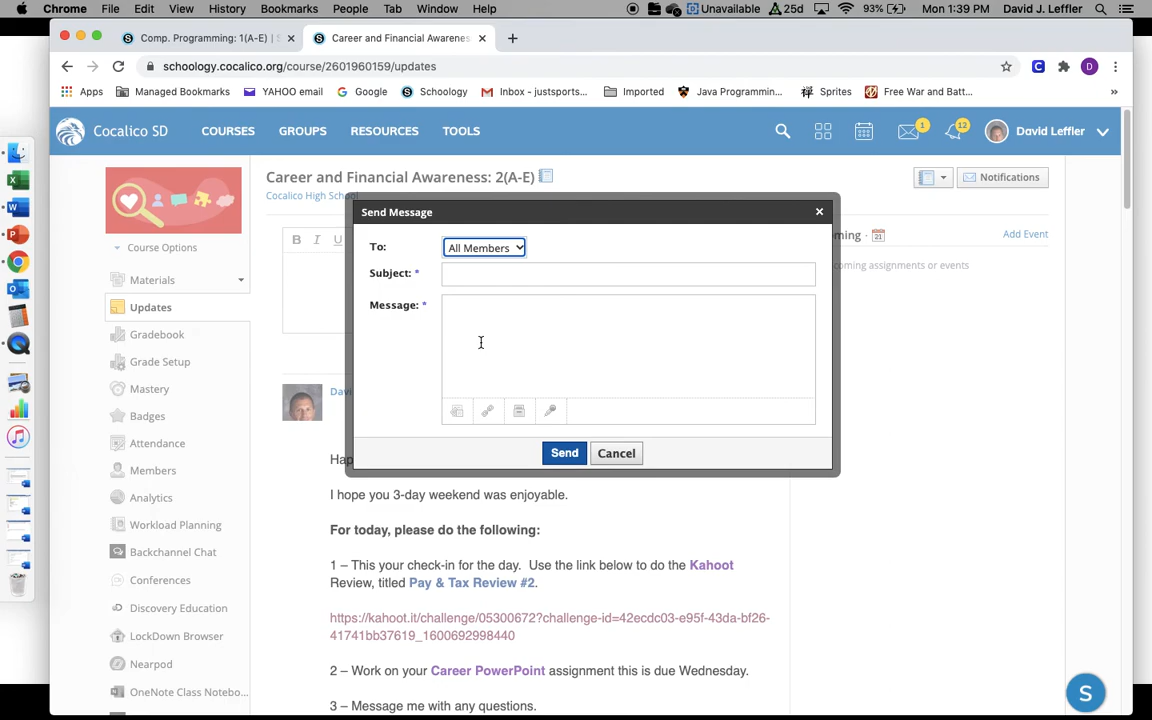 Chrome File Edit View History Bookmarks People Tab Window Help Unavailable 25d 93% Mon 1:39 PM David J. Leffler
Comp. Programming: 1(A-E) | S
Career and Financial Awareness
schoology.cocalico.org/course/2601960159/updates
Apps Managed Bookmarks YAHOO email Google Schoology Inbox - justsports... Imported Java Programmin... Sprites Free War and Batt... »
Cocalico SD COURSES GROUPS RESOURCES TOOLS 1 12 David Leffler
Career and Financial Awareness: 2(A-E)
Cocalico High School
Notifications
Course Options
Materials
Updates
Gradebook
Grade Setup
Mastery
Badges
Attendance
Members
Analytics
Workload Planning
Backchannel Chat
Conferences
Discovery Education
LockDown Browser
Nearpod
OneNote Class Notebo...
B I U
Send Message
To: All Members
Subject: *
Message: *
Send Cancel
ming · 21 Add Event
coming assignments or events
Davi
Hap
I hope you 3-day weekend was enjoyable.
For today, please do the following:
1 – This your check-in for the day. Use the link below to do the Kahoot
Review, titled Pay & Tax Review #2.
https://kahoot.it/challenge/05300672?challenge-id=42ecdc03-e95f-43da-bf26-
41741bb37619_1600692998440
2 – Work on your Career PowerPoint assignment this is due Wednesday.
3 – Message me with any questions.
S